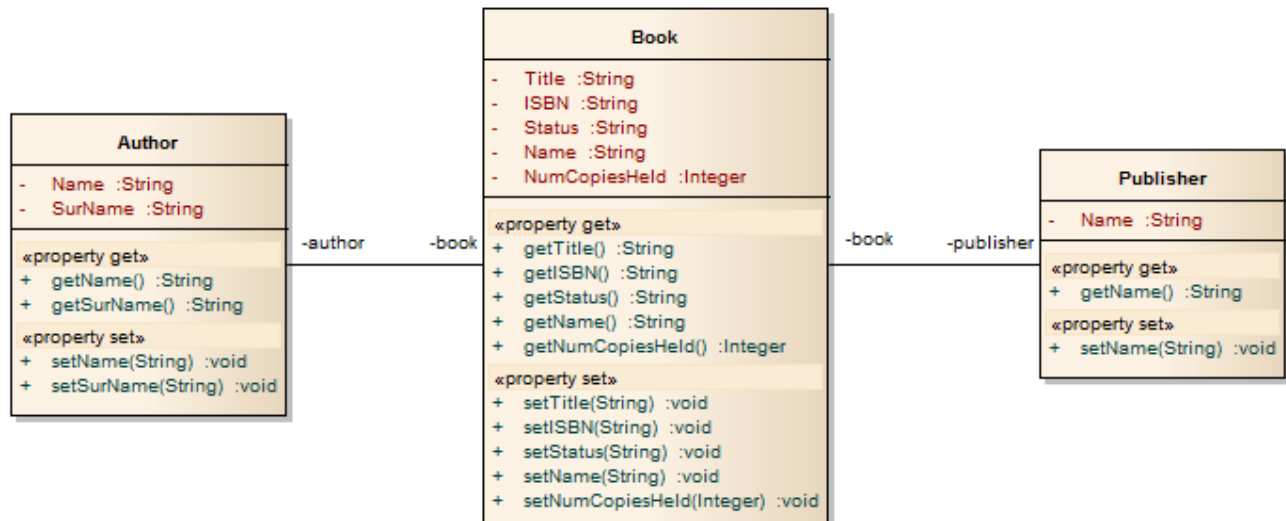 Author
- Name :String
- SurName :String
«property get»
+ getName() :String
+ getSurName() :String
«property set»
+ setName(String) :void
+ setSurName(String) :void
-author
-book
Book
- Title :String
- ISBN :String
- Status :String
- Name :String
- NumCopiesHeld :Integer
«property get»
+ getTitle() :String
+ getISBN() :String
+ getStatus() :String
+ getName() :String
+ getNumCopiesHeld() :Integer
«property set»
+ setTitle(String) :void
+ setISBN(String) :void
+ setStatus(String) :void
+ setName(String) :void
+ setNumCopiesHeld(Integer) :void
-book
-publisher
Publisher
- Name :String
«property get»
+ getName() :String
«property set»
+ setName(String) :void